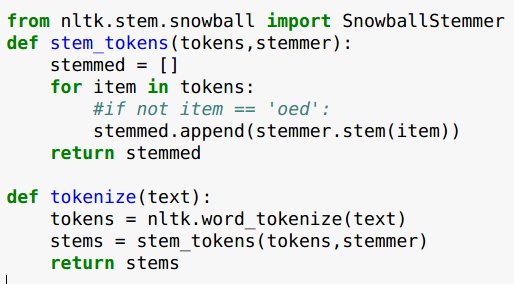 from nltk.stem.snowball import SnowballStemmer
def stem_tokens(tokens,stemmer):
    stemmed = []
    for item in tokens:
        #if not item == 'oed':
        stemmed.append(stemmer.stem(item))
    return stemmed

def tokenize(text):
    tokens = nltk.word_tokenize(text)
    stems = stem_tokens(tokens,stemmer)
    return stems